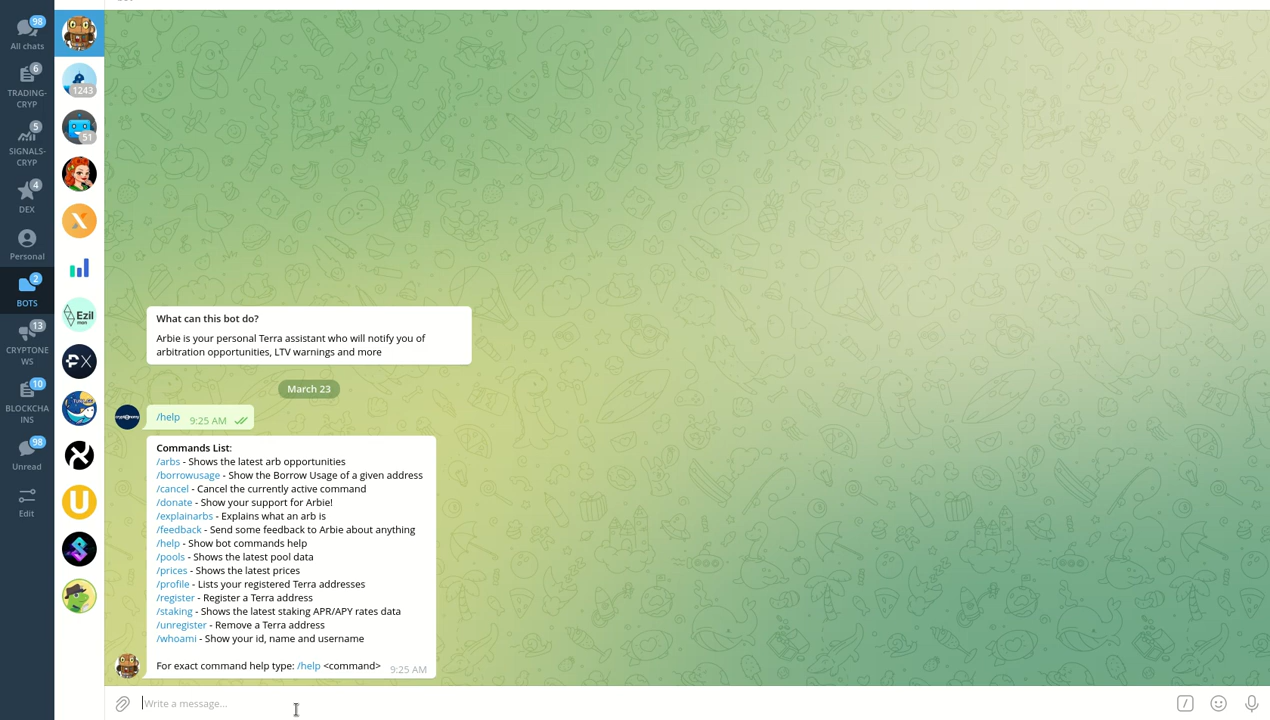 98
All chats
6
TRADING-
CRYP
5
SIGNALS-
CRYP
4
DEX
Personal
2
BOTS
13
CRYPTONE
WS
10
BLOCKCHA
INS
98
Unread
Edit
1243
51
X
Ezil
mon
PX
U
What can this bot do?
Arbie is your personal Terra assistant who will notify you of
arbitration opportunities, LTV warnings and more
March 23
/help 9:25 AM
Commands List:
/arbs - Shows the latest arb opportunities
/borrowusage - Show the Borrow Usage of a given address
/cancel - Cancel the currently active command
/donate - Show your support for Arbie!
/explainarbs - Explains what an arb is
/feedback - Send some feedback to Arbie about anything
/help - Show bot commands help
/pools - Shows the latest pool data
/prices - Shows the latest prices
/profile - Lists your registered Terra addresses
/register - Register a Terra address
/staking - Shows the latest staking APR/APY rates data
/unregister - Remove a Terra address
/whoami - Show your id, name and username
For exact command help type: /help <command> 9:25 AM
Write a message...
/